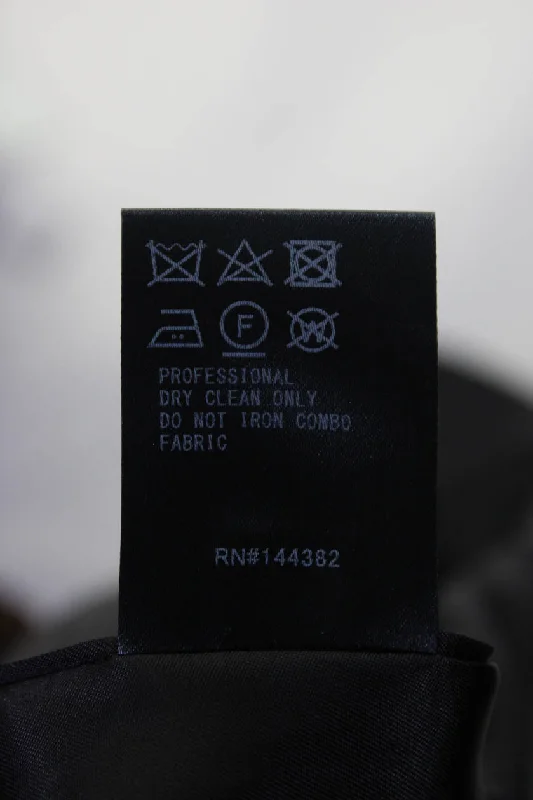 F W
PROFESSIONAL
DRY CLEAN ONLY
DO NOT IRON COMBO
FABRIC
RN#144382